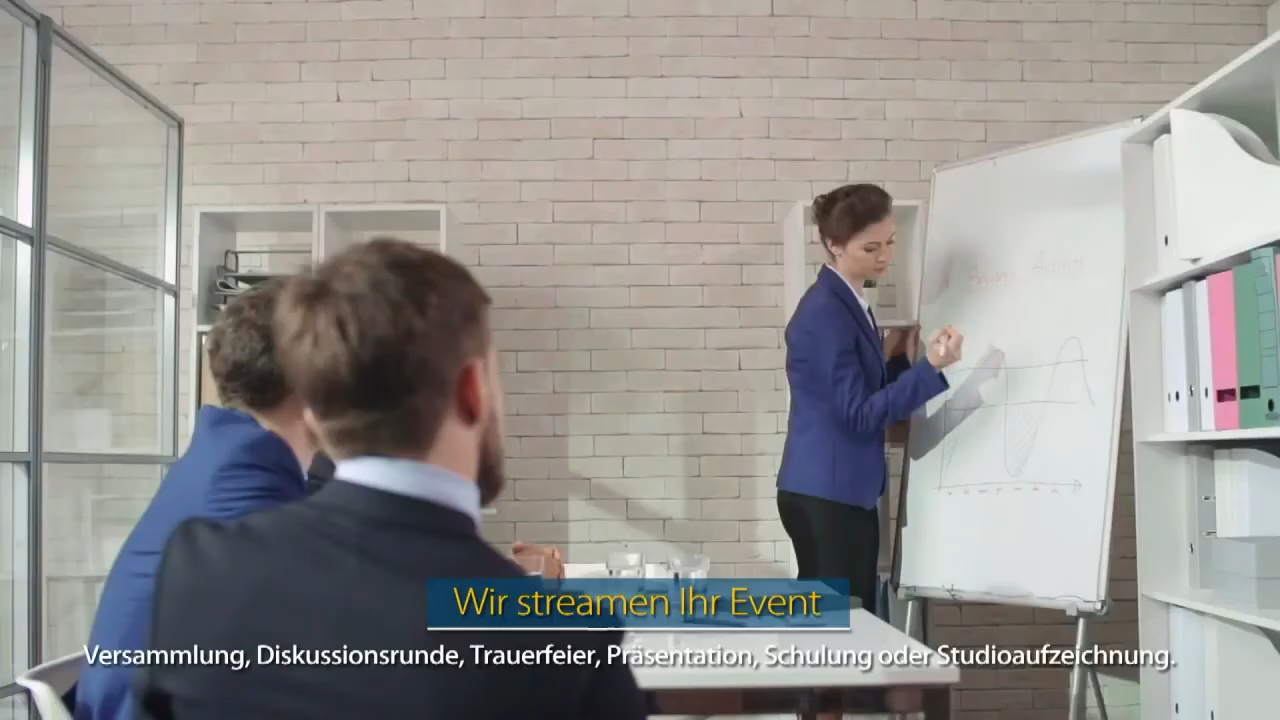 Wir streamen Ihr Event
Versammlung, Diskussionsrunde, Trauerfeier, Präsentation, Schulung oder Studioaufzeichnung.